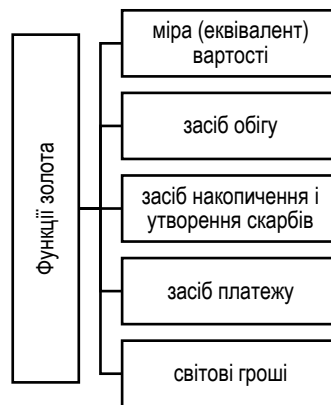 Функції золота
міра (еквівалент)
вартості
засіб обігу
засіб накопичення і
утворення скарбів
засіб платежу
світові гроші